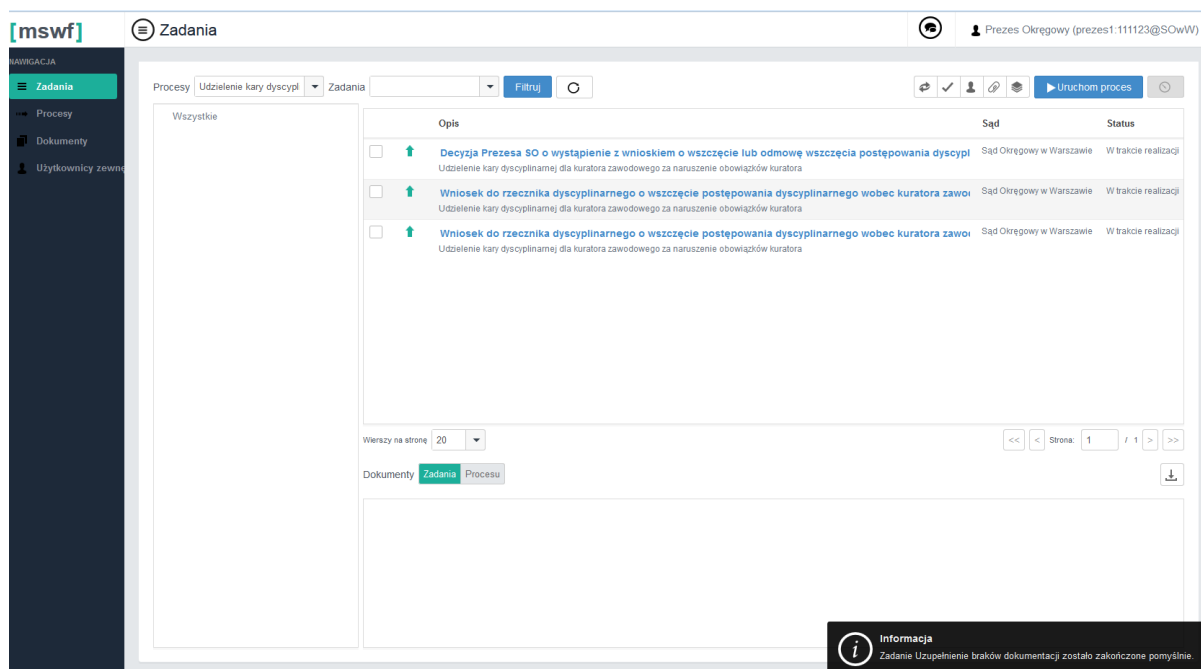 [mswf]
Zadania
Prezes Okręgowy (prezes1:111123@SOwW)
NAWIGACJA
Zadania
Procesy
Dokumenty
Użytkownicy zewnę
Procesy Udzielenie kary dyscypl Zadania Filtruj Uruchom proces
Wszystkie
Opis Sąd Status
Decyzja Prezesa SO o wystąpienie z wnioskiem o wszczęcie lub odmowę wszczęcia postępowania dyscypl Sąd Okręgowy w Warszawie W trakcie realizacji
Udzielenie kary dyscyplinarnej dla kuratora zawodowego za naruszenie obowiązków kuratora
Wniosek do rzecznika dyscyplinarnego o wszczęcie postępowania dyscyplinarnego wobec kuratora zawo Sąd Okręgowy w Warszawie W trakcie realizacji
Udzielenie kary dyscyplinarnej dla kuratora zawodowego za naruszenie obowiązków kuratora
Wniosek do rzecznika dyscyplinarnego o wszczęcie postępowania dyscyplinarnego wobec kuratora zawo Sąd Okręgowy w Warszawie W trakcie realizacji
Udzielenie kary dyscyplinarnej dla kuratora zawodowego za naruszenie obowiązków kuratora
Wierszy na stronę 20 << < Strona: 1 / 1 > >>
Dokumenty Zadania Procesu
Informacja
Zadanie Uzupełnienie braków dokumentacji zostało zakończone pomyślnie.